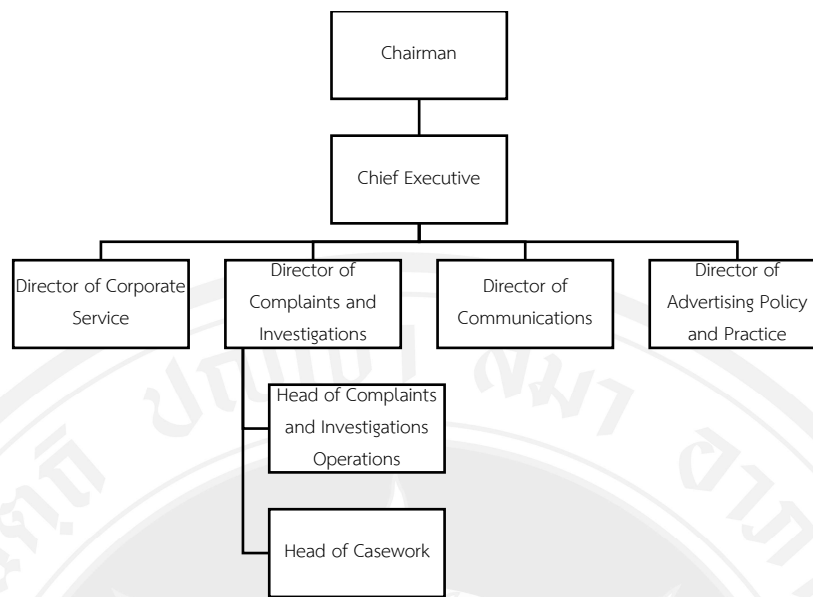 Chairman
Chief Executive
Director of Corporate
Service
Director of
Complaints and
Investigations
Director of
Communications
Director of
Advertising Policy
and Practice
Head of Complaints
and Investigations
Operations
Head of Casework